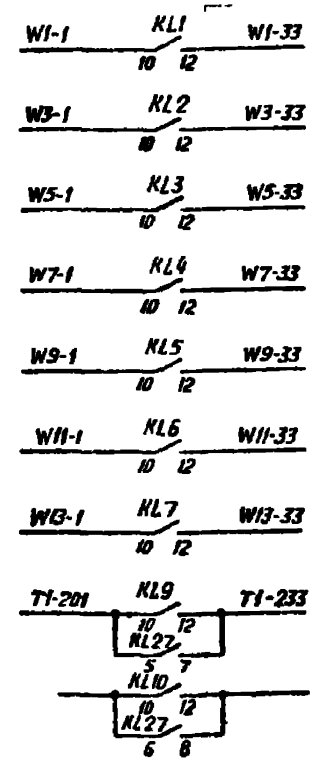 W1-1 KL1 W1-33
10 12
W3-1 KL2 W3-33
10 12
W5-1 KL3 W5-33
10 12
W7-1 KL4 W7-33
10 12
W9-1 KL5 W9-33
10 12
W11-1 KL6 W11-33
10 12
W13-1 KL7 W13-33
10 12
T1-201 KL9 T1-233
10 12
KL27
5 7
KL10
10 12
KL27
6 8